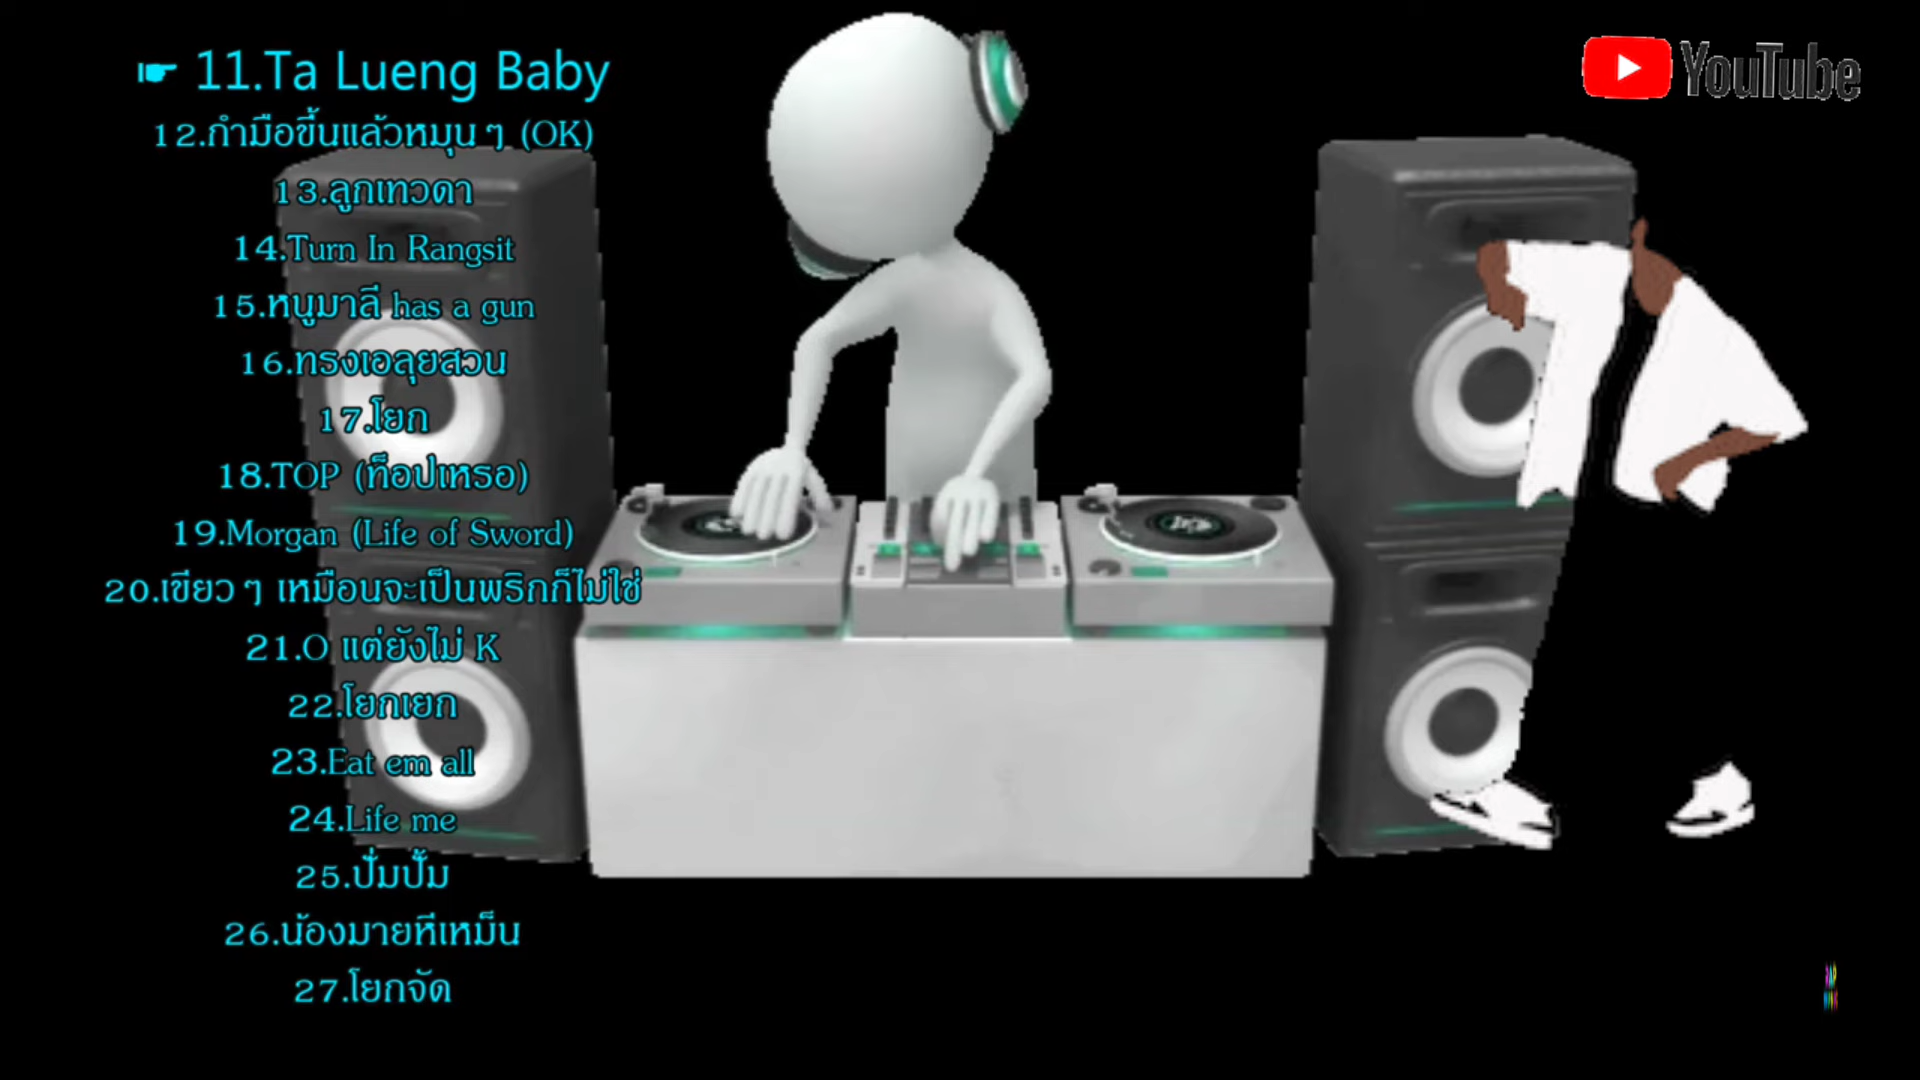 ☛ 11.Ta Lueng Baby
12.กำมือขึ้นแล้วหมุนๆ (OK)
13.ลูกเทวดา
14.Turn In Rangsit
15.หนูมาลี has a gun
16.ทรงเอลุยสวน
17.โยก
18.TOP (ท็อปเหรอ)
19.Morgan (Life of Sword)
20.เขียวๆ เหมือนจะเป็นพริกก็ไม่ใช่
21.O แต่ยังไม่ K
22.โยกเยก
23.Eat em all
24.Life me
25.ปั่มปั้ม
26.น้องมายหีเหม็น
27.โยกจัด
YouTube